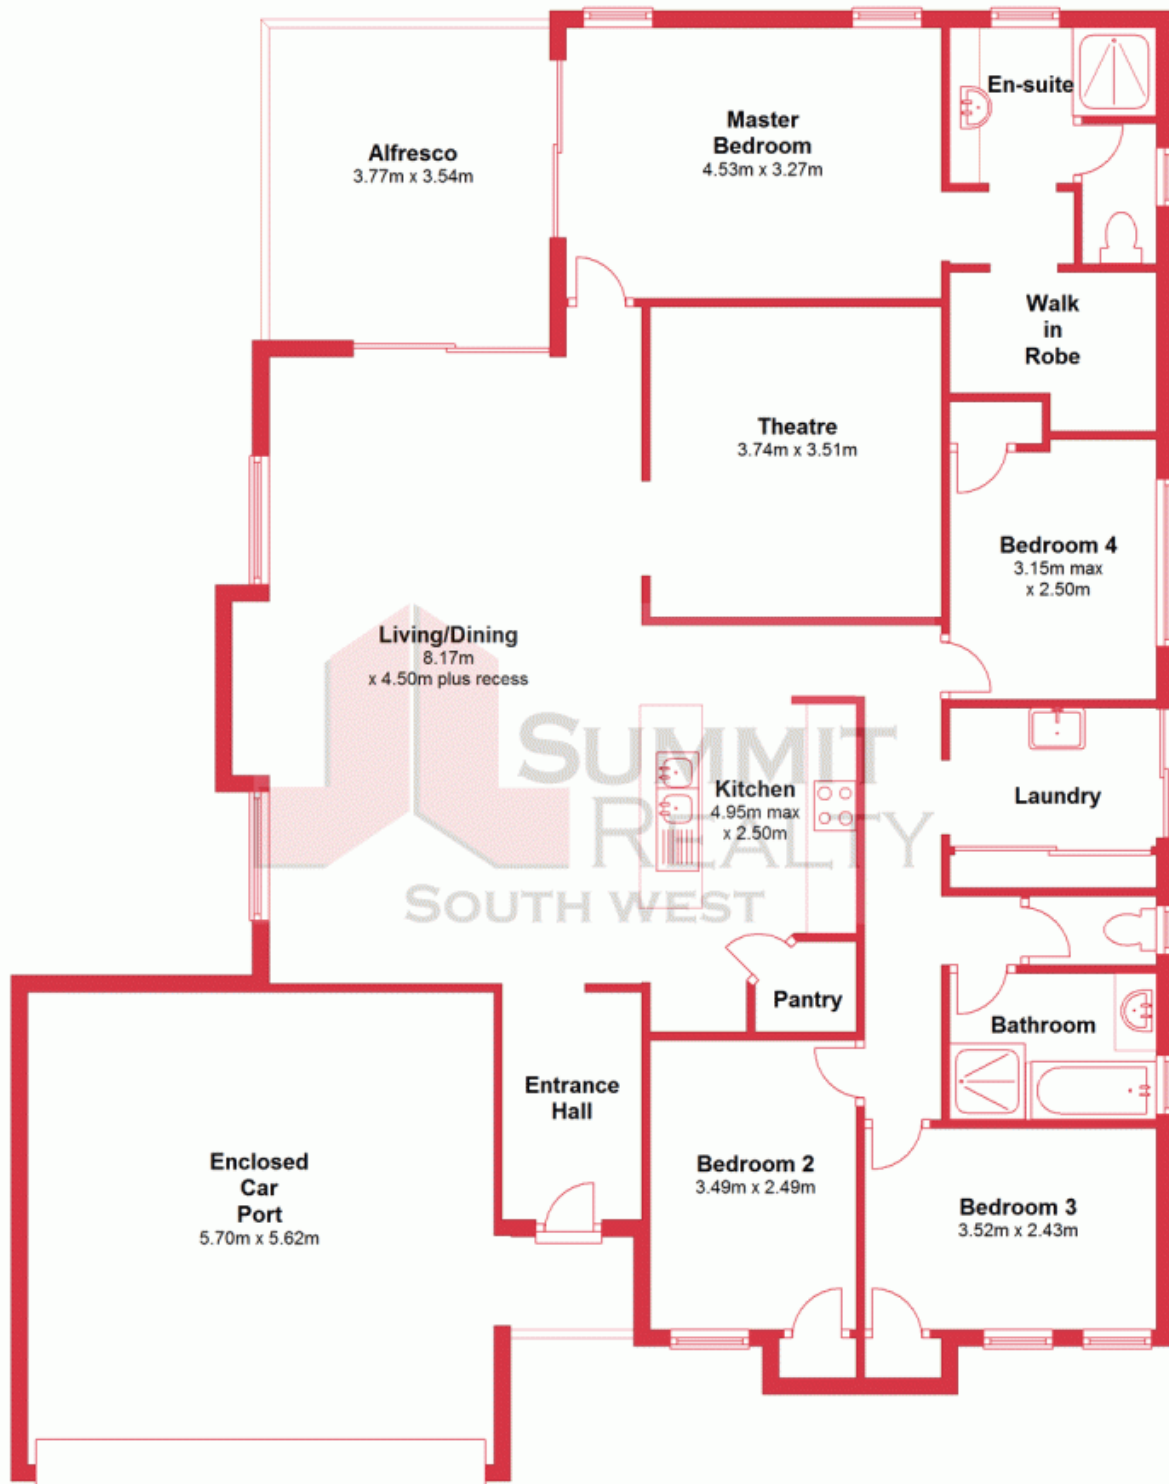 En-suite
Master
Bedroom
4.53m x 3.27m
Alfresco
3.77m x 3.54m
Walk
in
Robe
Theatre
3.74m x 3.51m
Bedroom 4
3.15m max
x 2.50m
Living/Dining
8.17m
x 4.50m plus recess
SUMMIT
REALTY
SOUTH WEST
Kitchen
4.95m max
x 2.50m
Laundry
Pantry
Bathroom
Entrance
Hall
Enclosed
Car
Port
5.70m x 5.62m
Bedroom 2
3.49m x 2.49m
Bedroom 3
3.52m x 2.43m